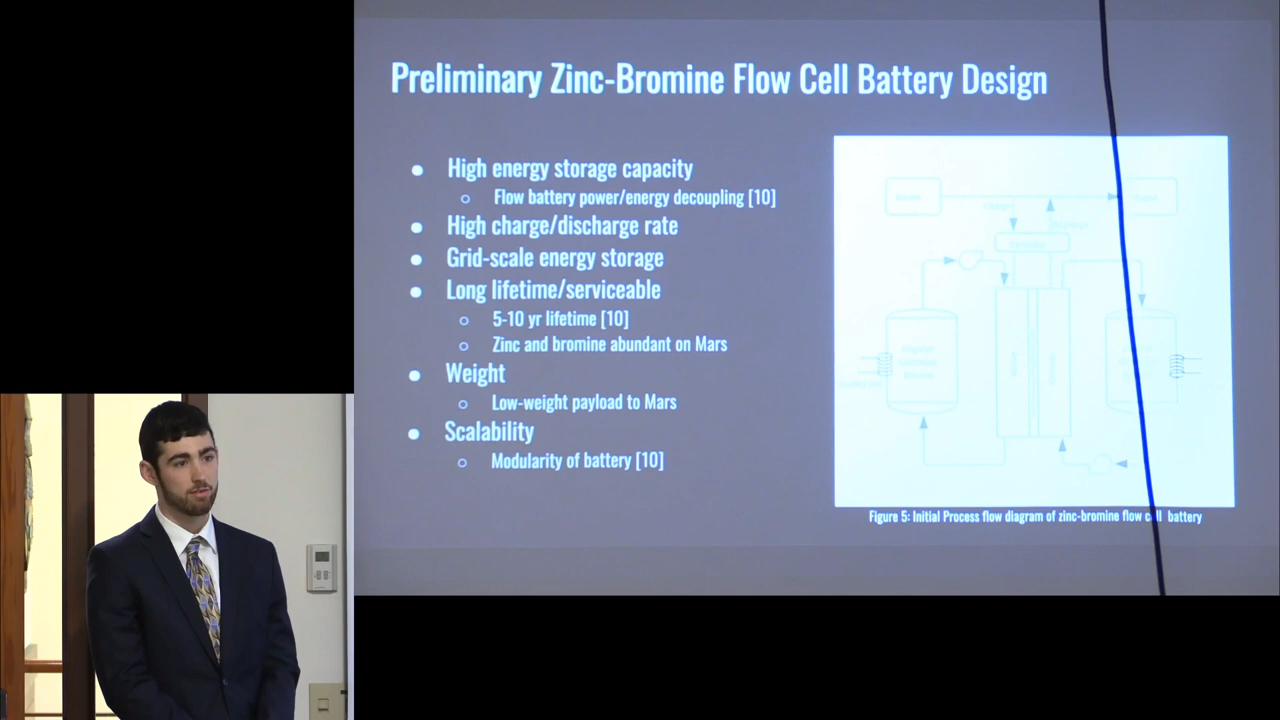 Preliminary Zinc-Bromine Flow Cell Battery Design
● High energy storage capacity
○ Flow battery power/energy decoupling [10]
● High charge/discharge rate
● Grid-scale energy storage
● Long lifetime/serviceable
○ 5-10 yr lifetime [10]
○ Zinc and bromine abundant on Mars
● Weight
○ Low-weight payload to Mars
● Scalability
○ Modularity of battery [10]
Figure 5: Initial Process flow diagram of zinc-bromine flow cell battery